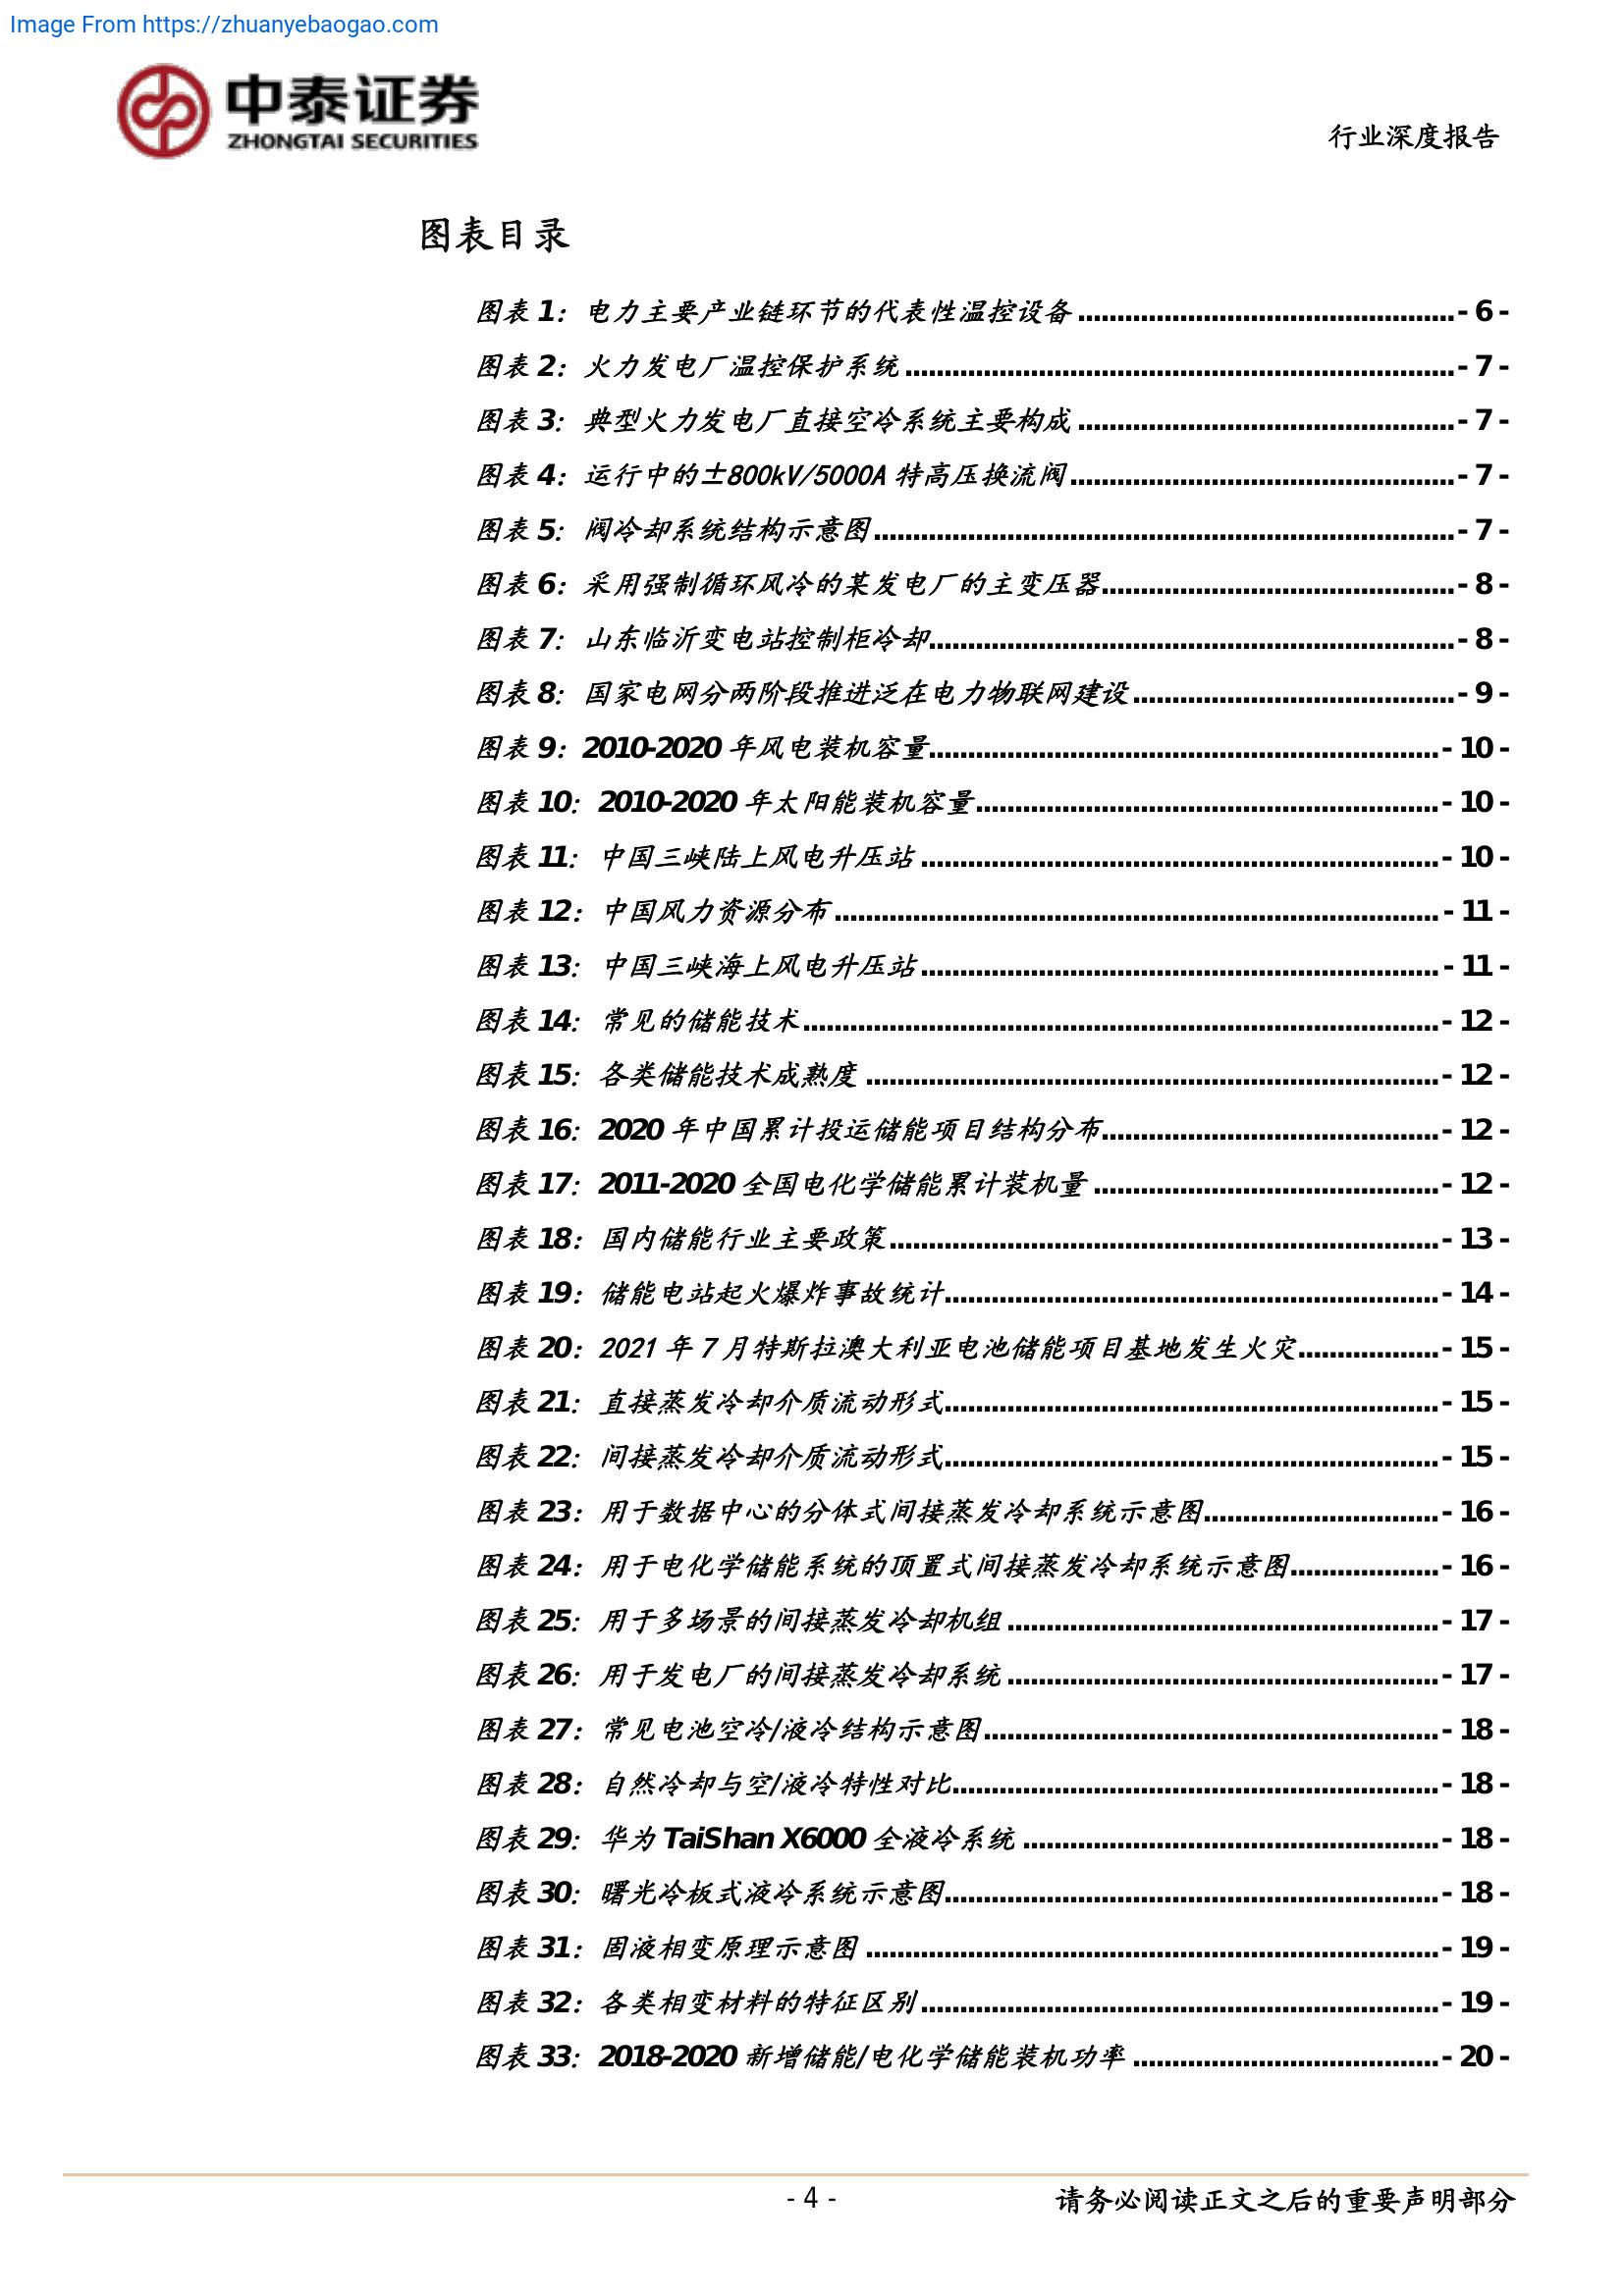 Image From https://zhuanyebaogao.com
中泰证券
ZHONGTAI SECURITIES
行业深度报告
图表目录
图表 1：电力主要产业链环节的代表性温控设备................................................- 6 -
图表 2：火力发电厂温控保护系统......................................................................- 7 -
图表 3：典型火力发电厂直接空冷系统主要构成................................................- 7 -
图表 4：运行中的±800kV/5000A 特高压换流阀.................................................- 7 -
图表 5：阀冷却系统结构示意图..........................................................................- 7 -
图表 6：采用强制循环风冷的某发电厂的主变压器.............................................- 8 -
图表 7：山东临沂变电站控制柜冷却...................................................................- 8 -
图表 8：国家电网分两阶段推进泛在电力物联网建设.........................................- 9 -
图表 9：2010-2020 年风电装机容量.................................................................- 10 -
图表 10：2010-2020 年太阳能装机容量...........................................................- 10 -
图表 11：中国三峡陆上风电升压站..................................................................- 10 -
图表 12：中国风力资源分布.............................................................................- 11 -
图表 13：中国三峡海上风电升压站..................................................................- 11 -
图表 14：常见的储能技术.................................................................................- 12 -
图表 15：各类储能技术成熟度.........................................................................- 12 -
图表 16：2020 年中国累计投运储能项目结构分布...........................................- 12 -
图表 17：2011-2020 全国电化学储能累计装机量............................................- 12 -
图表 18：国内储能行业主要政策......................................................................- 13 -
图表 19：储能电站起火爆炸事故统计...............................................................- 14 -
图表 20：2021 年 7 月特斯拉澳大利亚电池储能项目基地发生火灾..................- 15 -
图表 21：直接蒸发冷却介质流动形式...............................................................- 15 -
图表 22：间接蒸发冷却介质流动形式...............................................................- 15 -
图表 23：用于数据中心的分体式间接蒸发冷却系统示意图..............................- 16 -
图表 24：用于电化学储能系统的顶置式间接蒸发冷却系统示意图...................- 16 -
图表 25：用于多场景的间接蒸发冷却机组.......................................................- 17 -
图表 26：用于发电厂的间接蒸发冷却系统.......................................................- 17 -
图表 27：常见电池空冷/液冷结构示意图..........................................................- 18 -
图表 28：自然冷却与空/液冷特性对比..............................................................- 18 -
图表 29：华为 TaiShan X6000 全液冷系统.....................................................- 18 -
图表 30：曙光冷板式液冷系统示意图...............................................................- 18 -
图表 31：固液相变原理示意图.........................................................................- 19 -
图表 32：各类相变材料的特征区别..................................................................- 19 -
图表 33：2018-2020 新增储能/电化学储能装机功率.......................................- 20 -
- 4 -
请务必阅读正文之后的重要声明部分